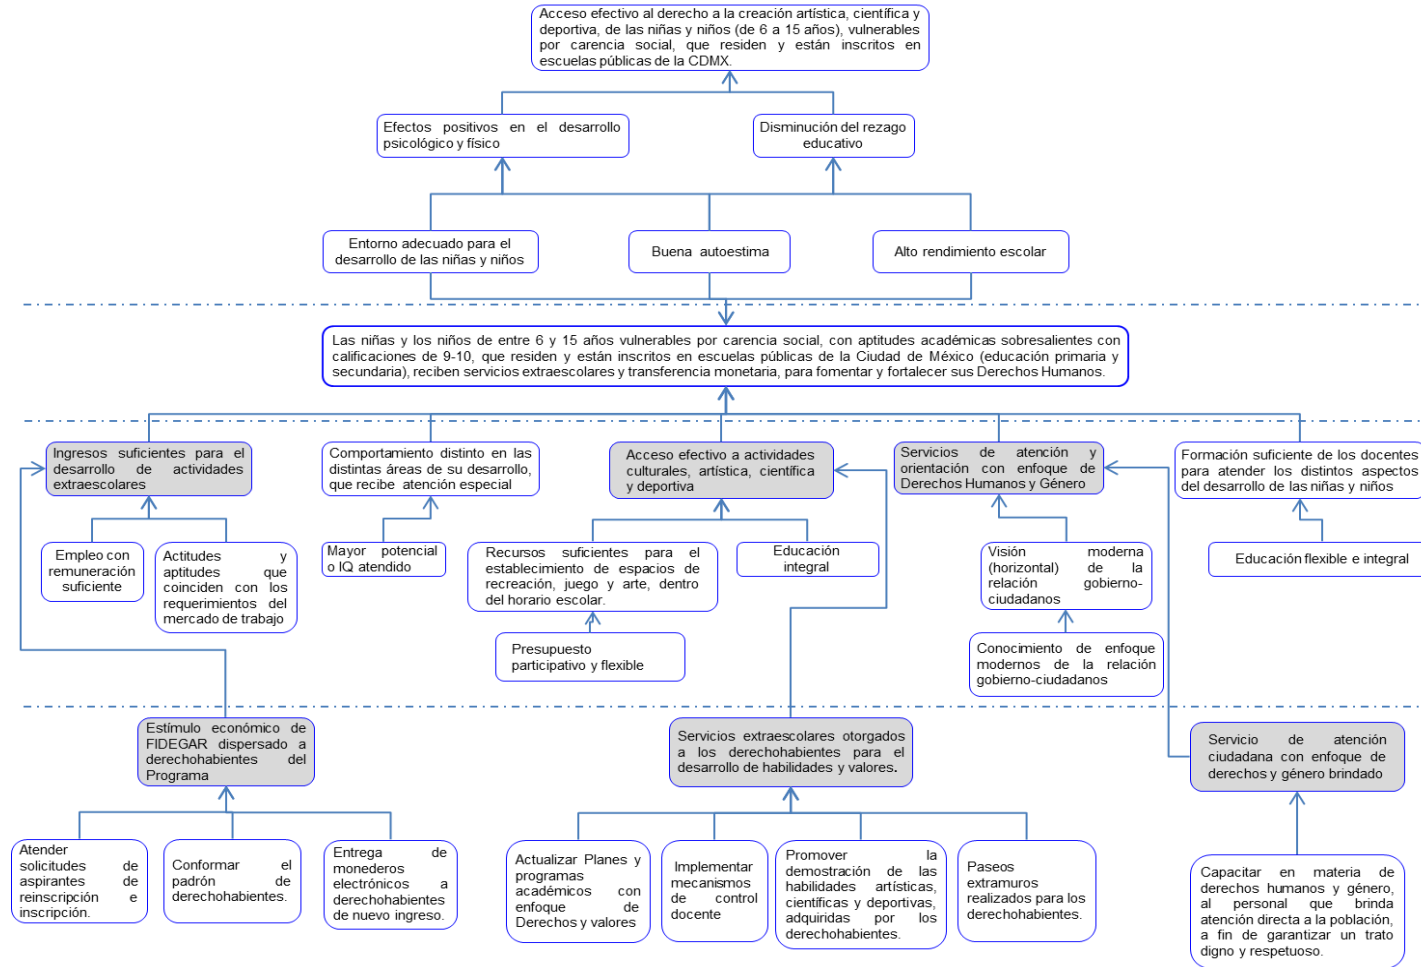 Acceso efectivo al derecho a la creación artística, científica y
deportiva, de las niñas y niños (de 6 a 15 años), vulnerables
por carencia social, que residen y están inscritos en
escuelas públicas de la CDMX.
Efectos positivos en el desarrollo
psicológico y físico
Disminución del rezago
educativo
Entorno adecuado para el
desarrollo de las niñas y niños
Buena autoestima
Alto rendimiento escolar
Las niñas y los niños de entre 6 y 15 años vulnerables por carencia social, con aptitudes académicas sobresalientes con
calificaciones de 9-10, que residen y están inscritos en escuelas públicas de la Ciudad de México (educación primaria y
secundaria), reciben servicios extraescolares y transferencia monetaria, para fomentar y fortalecer sus Derechos Humanos.
Ingresos suficientes para el
desarrollo de actividades
extraescolares
Comportamiento distinto en las
distintas áreas de su desarrollo,
que recibe atención especial
Acceso efectivo a actividades
culturales, artística, científica
y deportiva
Servicios de atención y
orientación con enfoque de
Derechos Humanos y Género
Formación suficiente de los docentes
para atender los distintos aspectos
del desarrollo de las niñas y niños
Empleo con
remuneración
suficiente
Actitudes y
aptitudes que
coinciden con los
requerimientos del
mercado de trabajo
Mayor potencial
o IQ atendido
Recursos suficientes para el
establecimiento de espacios de
recreación, juego y arte, dentro
del horario escolar.
Educación
integral
Visión moderna
(horizontal) de la
relación gobierno-
ciudadanos
Educación flexible e integral
Presupuesto
participativo y flexible
Conocimiento de enfoque
modernos de la relación
gobierno-ciudadanos
Estímulo económico de
FIDEGAR dispersado a
derechohabientes del
Programa
Servicios extraescolares otorgados
a los derechohabientes para el
desarrollo de habilidades y valores.
Servicio de atención
ciudadana con enfoque de
derechos y género brindado
Atender
solicitudes de
aspirantes de
reinscripción e
inscripción.
Conformar el
padrón de
derechohabientes.
Entrega de
monederos
electrónicos a
derechohabientes
de nuevo ingreso.
Actualizar Planes y
programas
académicos con
enfoque de
Derechos y valores
Implementar
mecanismos
de control
docente
Promover la
demostración de las
habilidades artísticas,
científicas y deportivas,
adquiridas por los
derechohabientes.
Paseos
extramuros
realizados para los
derechohabientes.
Capacitar en materia de
derechos humanos y género,
al personal que brinda
atención directa a la población,
a fin de garantizar un trato
digno y respetuoso.